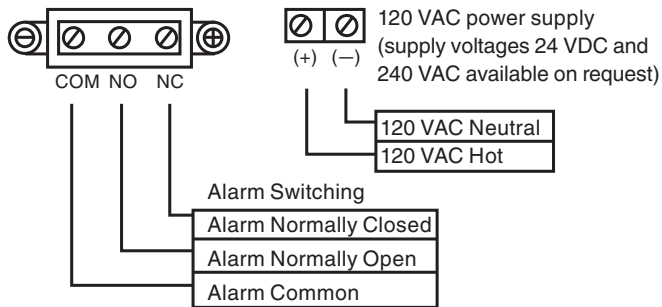 COM NO NC
(+) (—)
120 VAC power supply
(supply voltages 24 VDC and
240 VAC available on request)
120 VAC Neutral
120 VAC Hot
Alarm Switching
Alarm Normally Closed
Alarm Normally Open
Alarm Common